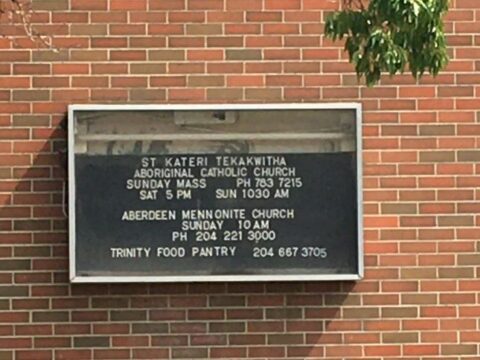 ST KATERI TEKAKWITHA
ABORIGINAL CATHOLIC CHURCH
SUNDAY MASS PH 783 7215
SAT 5 PM SUN 1030 AM
ABERDEEN MENNONITE CHURCH
SUNDAY 10 AM
PH 204 221 3000
TRINITY FOOD PANTRY 204 667 3705